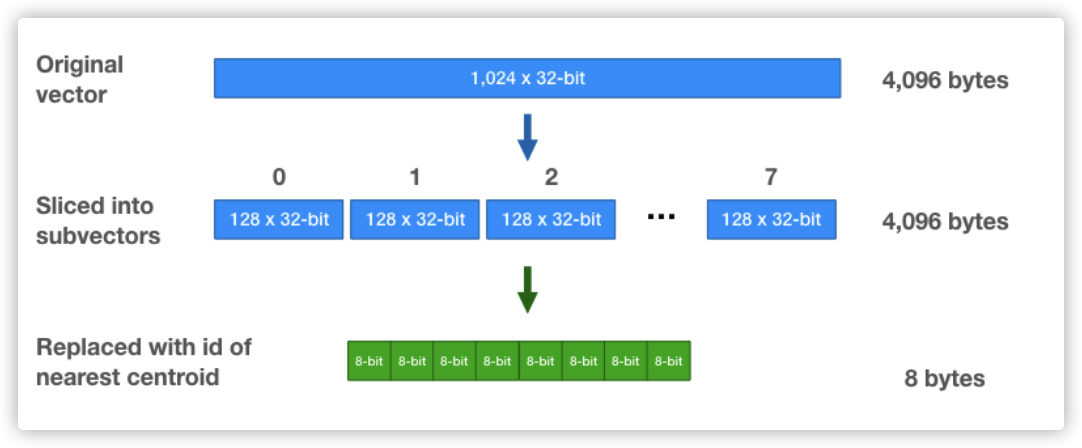 Original
vector
1,024 x 32-bit
4,096 bytes
0 1 2 7
Sliced into
subvectors
128 x 32-bit 128 x 32-bit 128 x 32-bit ... 128 x 32-bit
4,096 bytes
Replaced with id of
nearest centroid
8-bit 8-bit 8-bit 8-bit 8-bit 8-bit 8-bit 8-bit
8 bytes